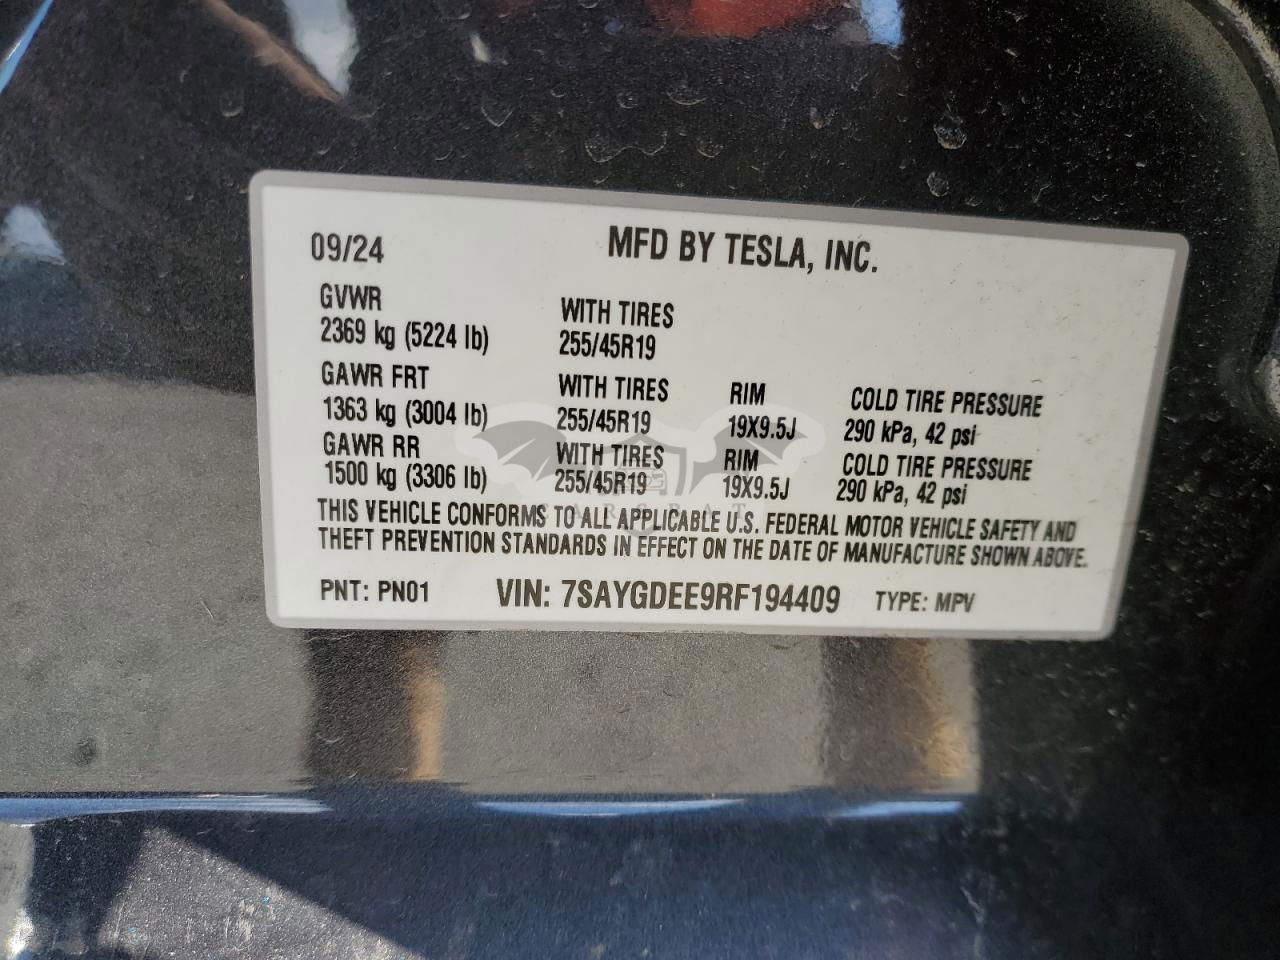 09/24 MFD BY TESLA, INC.
GVWR WITH TIRES
2369 kg (5224 lb) 255/45R19
GAWR FRT WITH TIRES RIM COLD TIRE PRESSURE
1363 kg (3004 lb) 255/45R19 19X9.5J 290 kPa, 42 psi
GAWR RR WITH TIRES RIM COLD TIRE PRESSURE
1500 kg (3306 lb) 255/45R19 19X9.5J 290 kPa, 42 psi
THIS VEHICLE CONFORMS TO ALL APPLICABLE U.S. FEDERAL MOTOR VEHICLE SAFETY AND
THEFT PREVENTION STANDARDS IN EFFECT ON THE DATE OF MANUFACTURE SHOWN ABOVE.
PNT: PN01 VIN: 7SAYGDEE9RF194409 TYPE: MPV